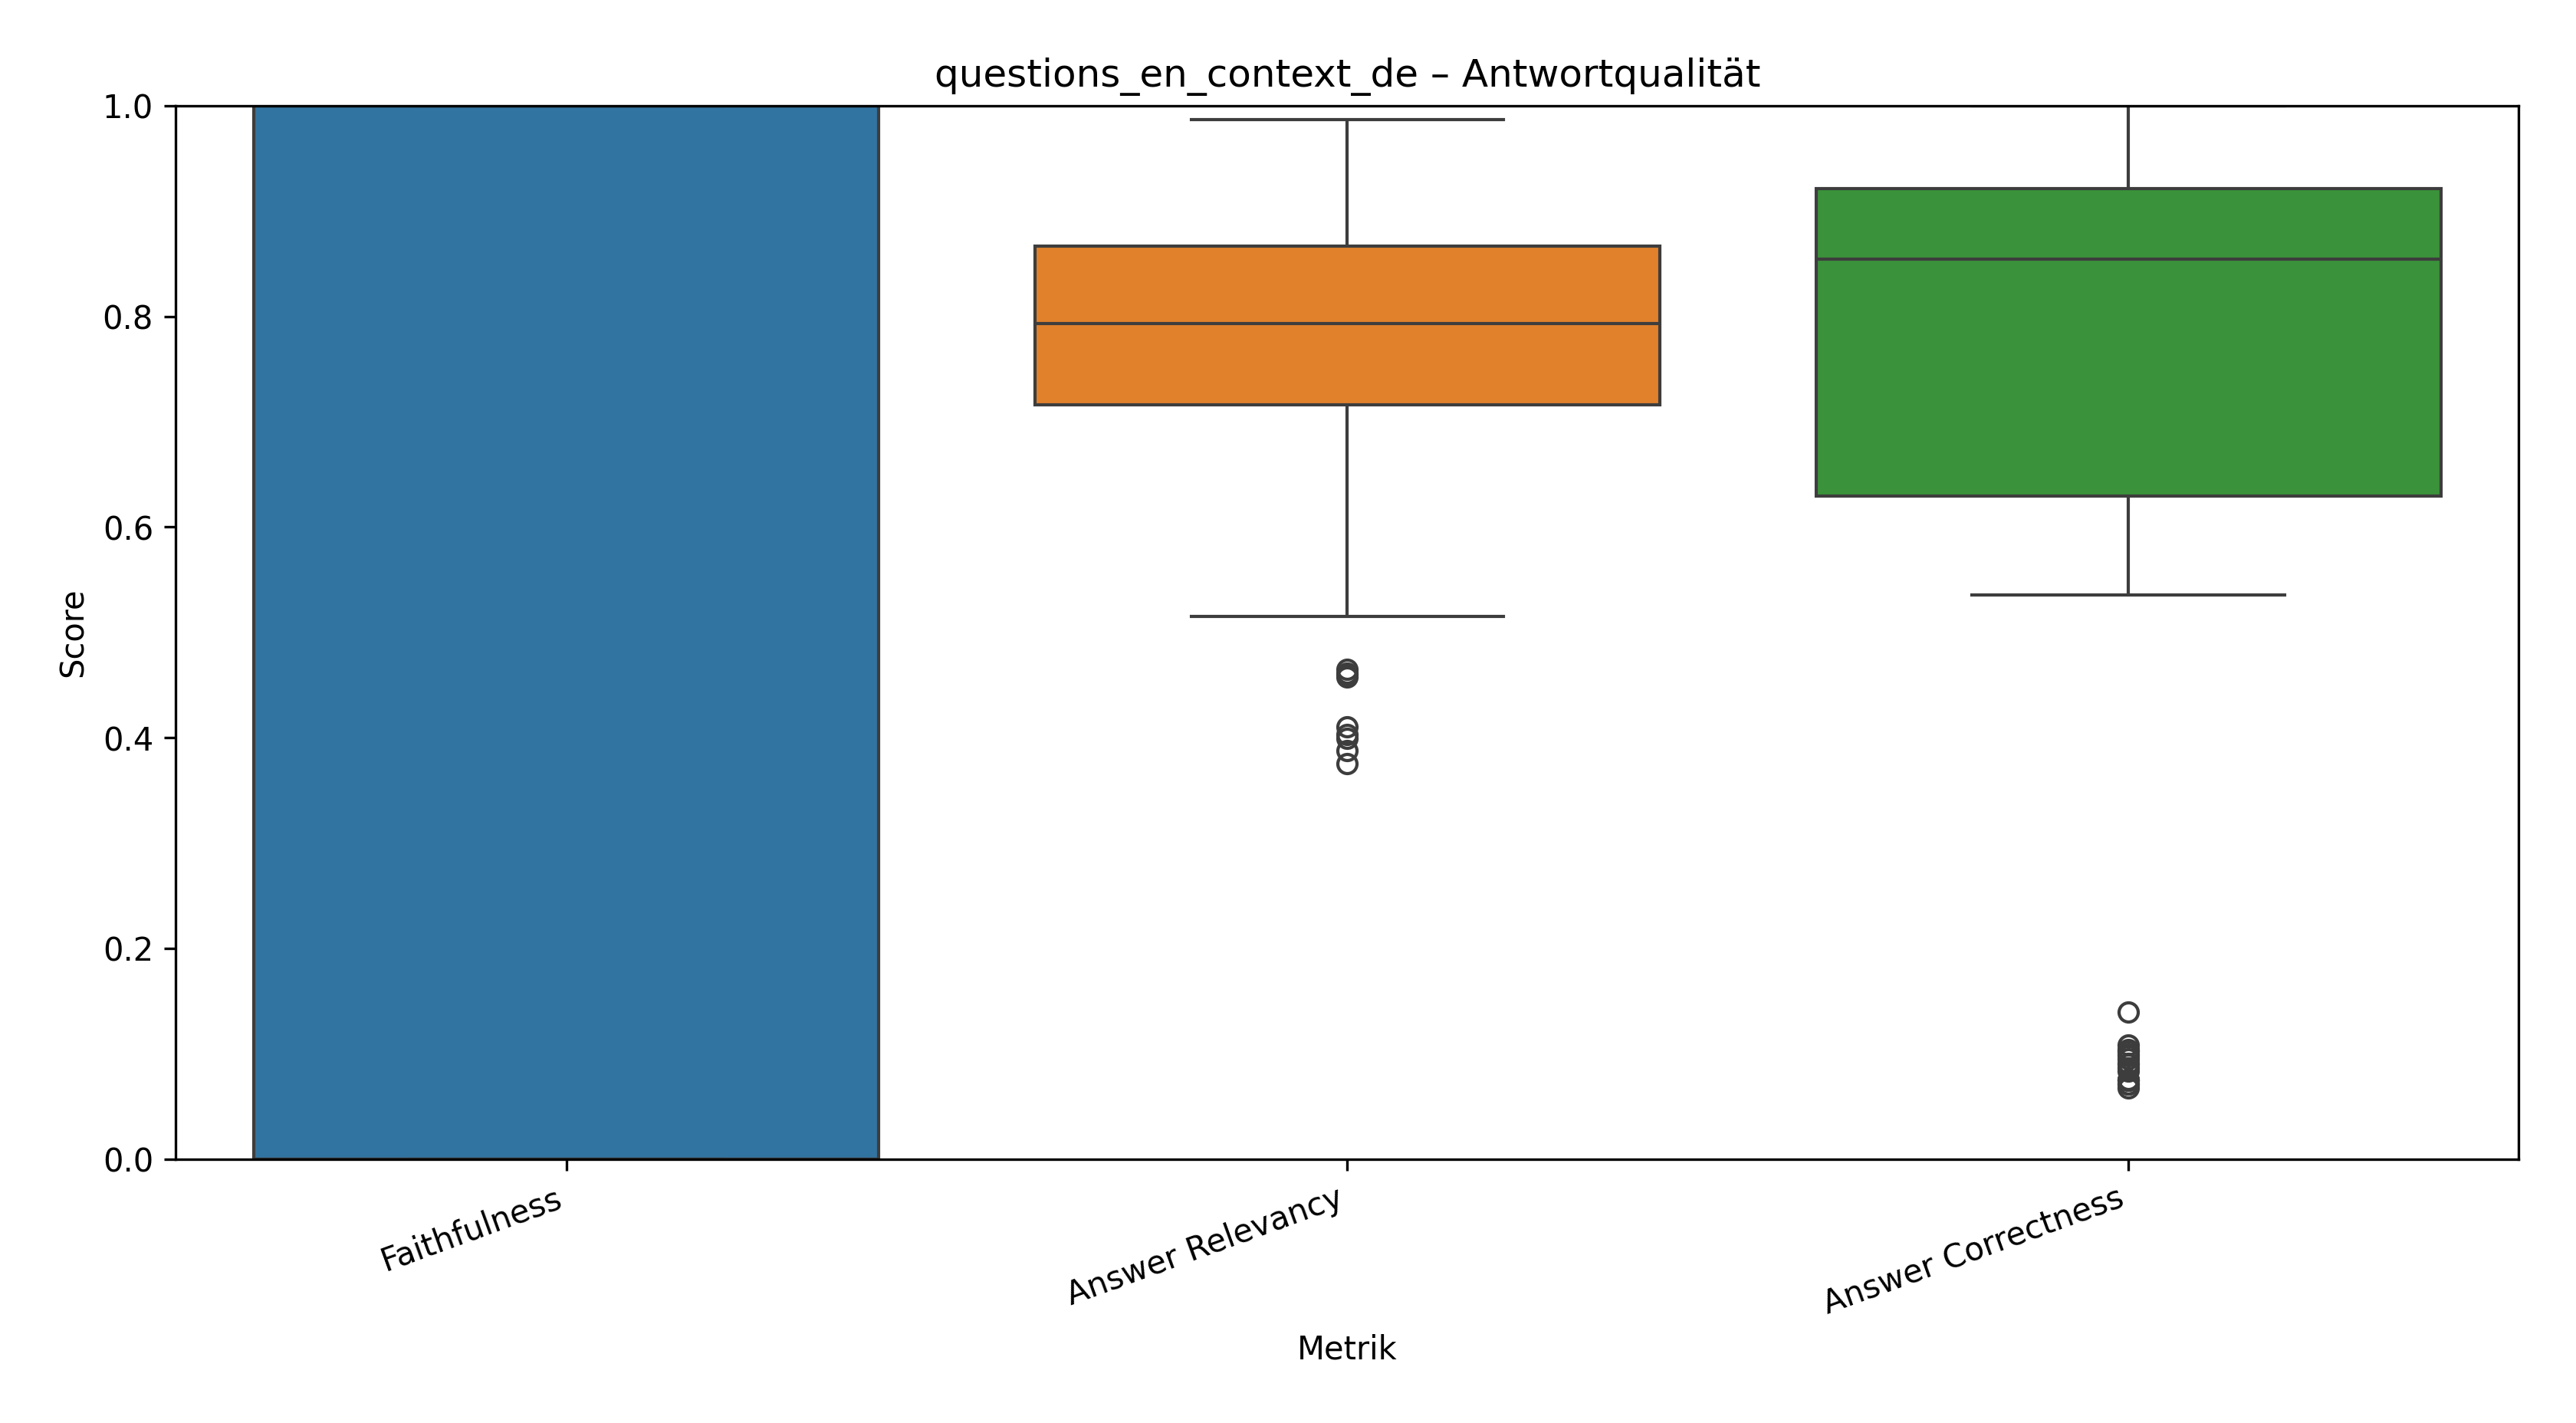 questions_en_context_de – Antwortqualität
1.0
0.8
0.6
0.4
0.2
0.0
Score
Faithfulness
Answer Relevancy
Answer Correctness
Metrik